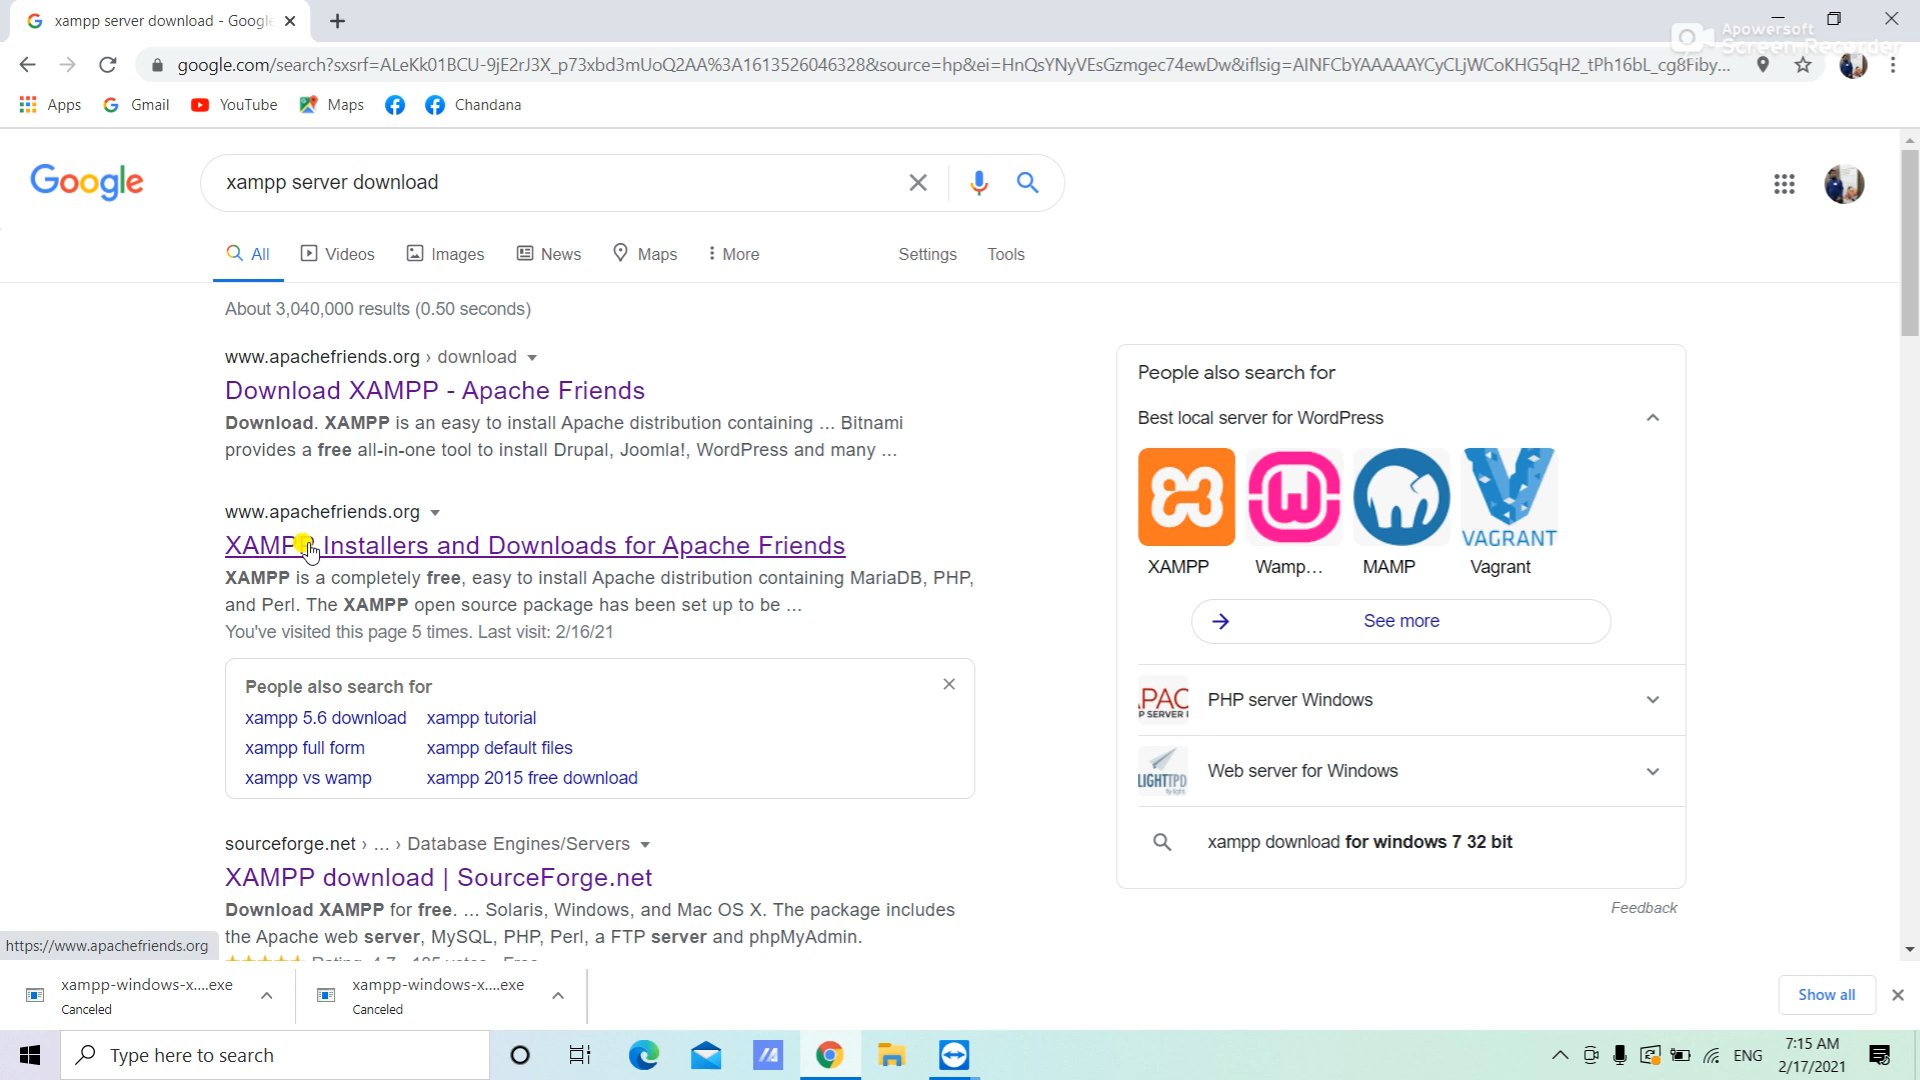 xampp server download - Google
Apowersoft
Screen Recorder
google.com/search?sxsrf=ALeKk01BCU-9jE2rJ3X_p73xbd3mUoQ2AA%3A1613526046328&source=hp&ei=HnQsYNyVEsGzmgec74ewDw&iflsig=AINFCbYAAAAAYCyCLjWCoKHG5qH2_tPh16bL_cg8Fiby...
Apps
Gmail
YouTube
Maps
Chandana
Google
xampp server download
All
Videos
Images
News
Maps
More
Settings
Tools
About 3,040,000 results (0.50 seconds)
www.apachefriends.org › download
Download XAMPP - Apache Friends
Download. XAMPP is an easy to install Apache distribution containing ... Bitnami
provides a free all-in-one tool to install Drupal, Joomla!, WordPress and many ...
www.apachefriends.org
XAMPP Installers and Downloads for Apache Friends
XAMPP is a completely free, easy to install Apache distribution containing MariaDB, PHP,
and Perl. The XAMPP open source package has been set up to be ...
You've visited this page 5 times. Last visit: 2/16/21
People also search for
xampp 5.6 download
xampp tutorial
xampp full form
xampp default files
xampp vs wamp
xampp 2015 free download
sourceforge.net › ... › Database Engines/Servers
XAMPP download | SourceForge.net
Download XAMPP for free. ... Solaris, Windows, and Mac OS X. The package includes
the Apache web server, MySQL, PHP, Perl, a FTP server and phpMyAdmin.
People also search for
Best local server for WordPress
VAGRANT
XAMPP
Wamp...
MAMP
Vagrant
See more
PAC
P SERVER
PHP server Windows
LIGHTTPD
fly light
Web server for Windows
xampp download for windows 7 32 bit
Feedback
https://www.apachefriends.org
xampp-windows-x....exe
Canceled
xampp-windows-x....exe
Canceled
Show all
Type here to search
ENG
7:15 AM
2/17/2021